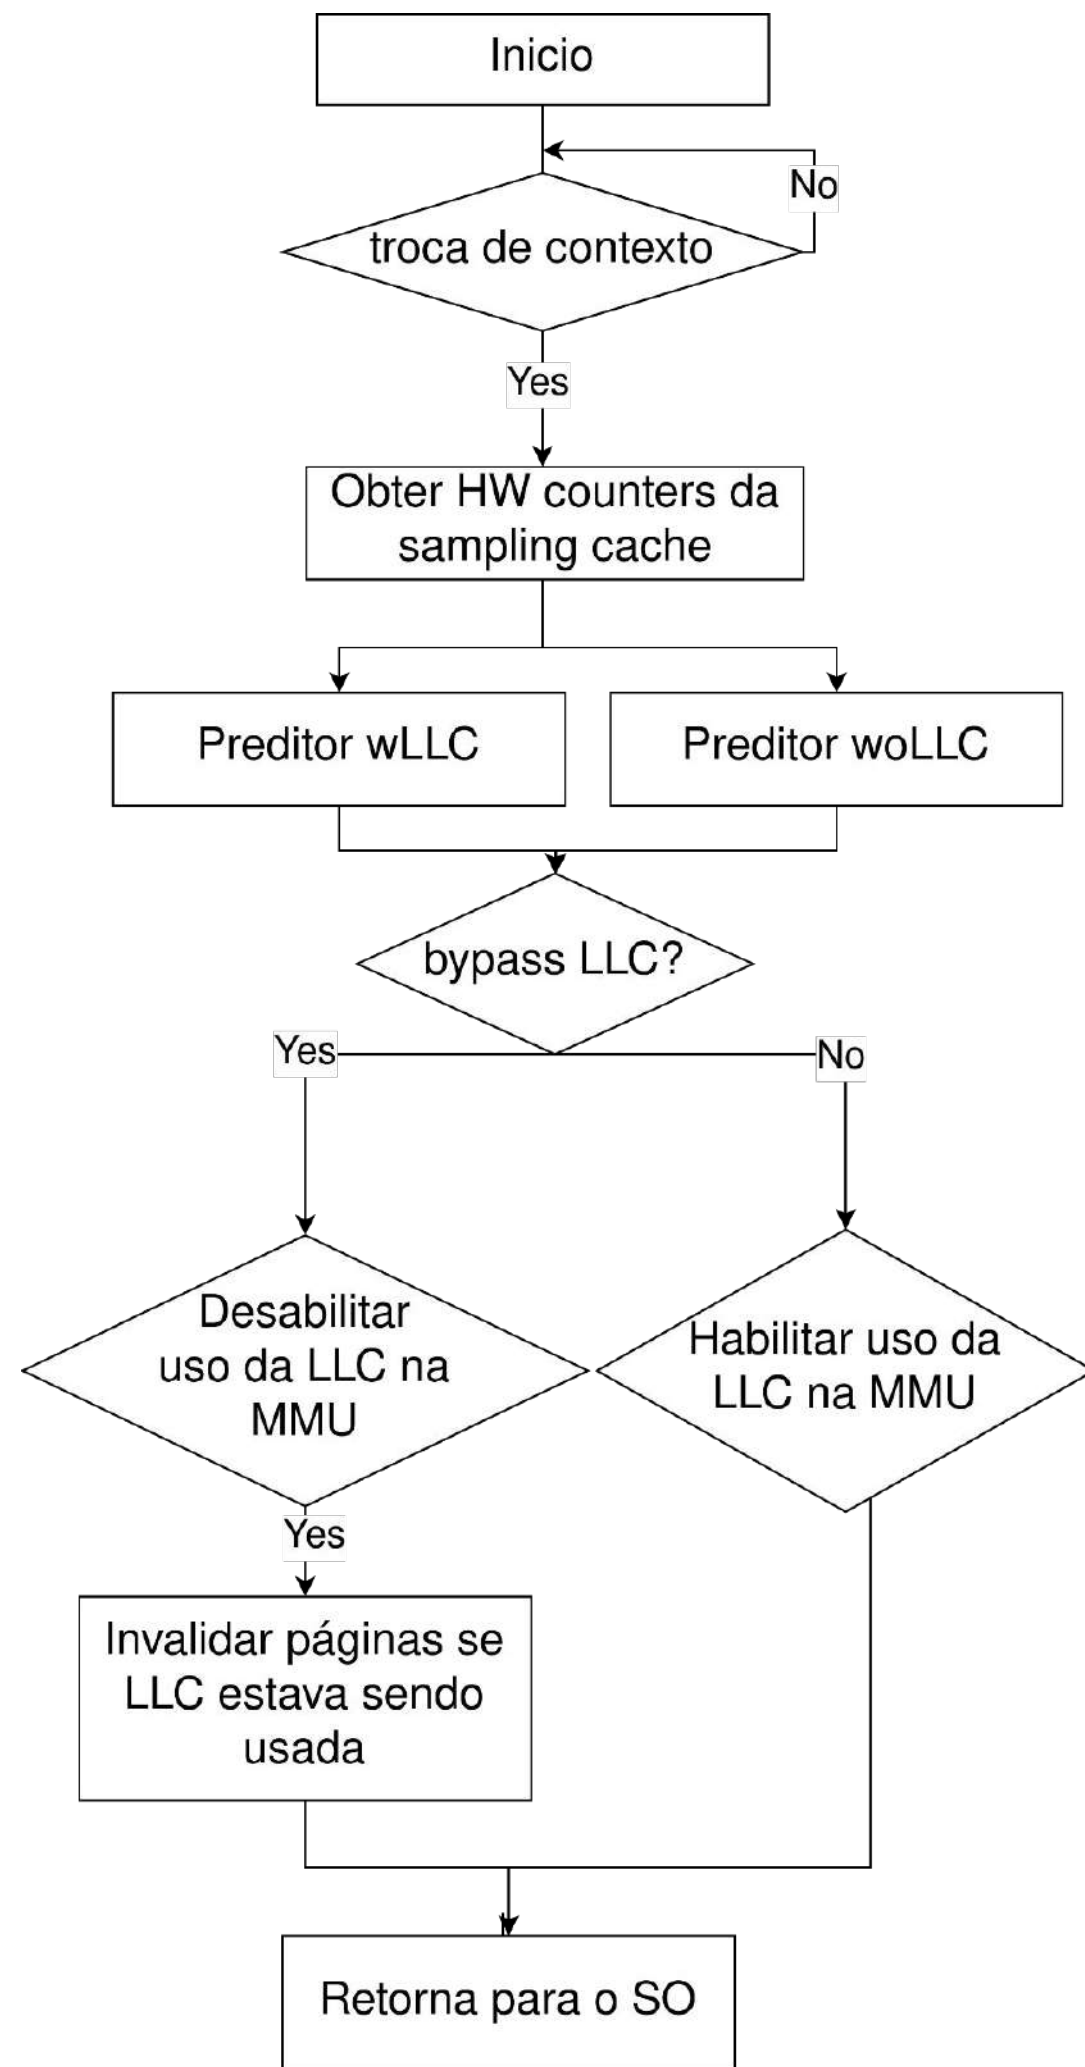 Inicio
No
troca de contexto
Yes
Obter HW counters da
sampling cache
Preditor wLLC
Preditor woLLC
bypass LLC?
Yes
No
Desabilitar
uso da LLC na
MMU
Habilitar uso da
LLC na MMU
Yes
Invalidar páginas se
LLC estava sendo
usada
Retorna para o SO